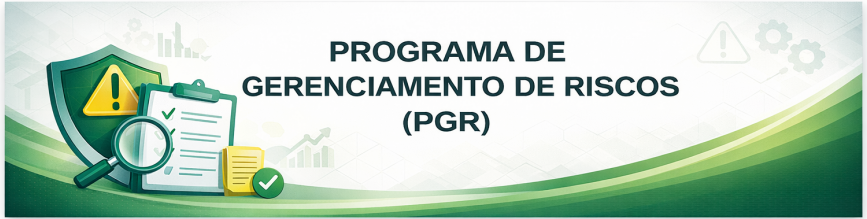 PROGRAMA DE
GERENCIAMENTO DE RISCOS
(PGR)